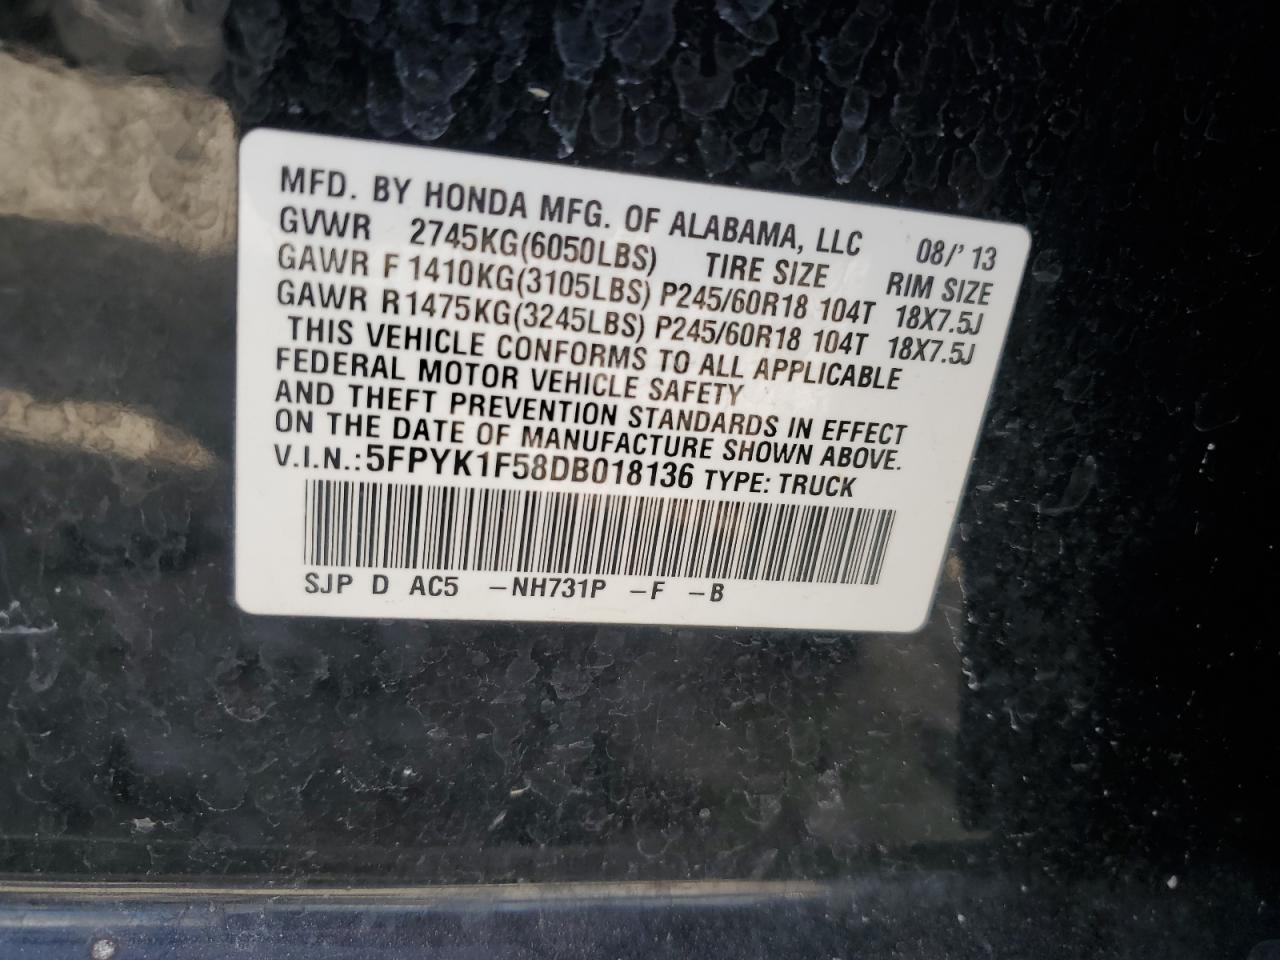 MFD. BY HONDA MFG. OF ALABAMA, LLC 08/'13
GVWR 2745KG(6050LBS) TIRE SIZE RIM SIZE
GAWR F 1410KG(3105LBS) P245/60R18 104T 18X7.5J
GAWR R 1475KG(3245LBS) P245/60R18 104T 18X7.5J
THIS VEHICLE CONFORMS TO ALL APPLICABLE
FEDERAL MOTOR VEHICLE SAFETY
AND THEFT PREVENTION STANDARDS IN EFFECT
ON THE DATE OF MANUFACTURE SHOWN ABOVE.
V.I.N.:5FPYK1F58DB018136 TYPE: TRUCK
SJP D AC5 -NH731P -F -B